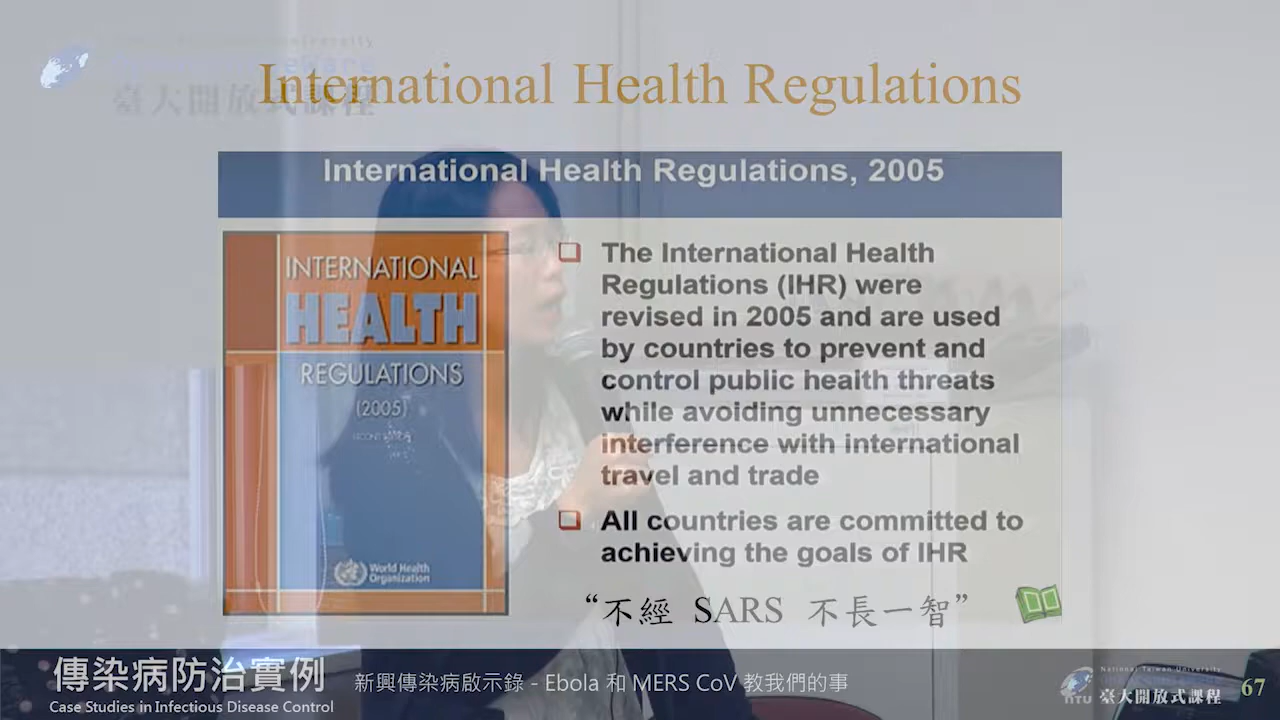 臺大開放式課程
International Health Regulations
International Health Regulations, 2005
INTERNATIONAL
HEALTH
REGULATIONS
(2005)
World Health
Organization
The International Health
Regulations (IHR) were
revised in 2005 and are used
by countries to prevent and
control public health threats
while avoiding unnecessary
interference with international
travel and trade
All countries are committed to
achieving the goals of IHR
“不經 SARS 不長一智”
傳染病防治實例
Case Studies in Infectious Disease Control
新興傳染病啟示錄 - Ebola 和 MERS CoV 教我們的事
National Taiwan University
NTU 臺大開放式課程
67